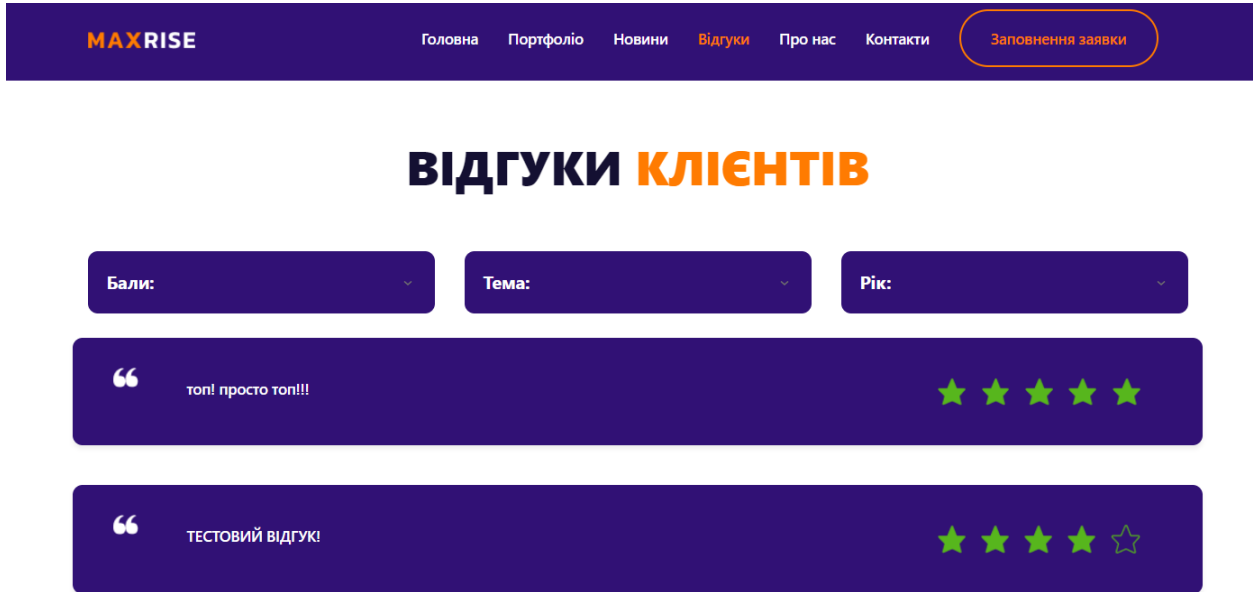 MAXRISE Головна Портфоліо Новини Відгуки Про нас Контакти Заповнення заявки
ВІДГУКИ КЛІЄНТІВ
Бали: Тема: Рік:
❝ топ! просто топ!!!
❝ ТЕСТОВИЙ ВІДГУК!